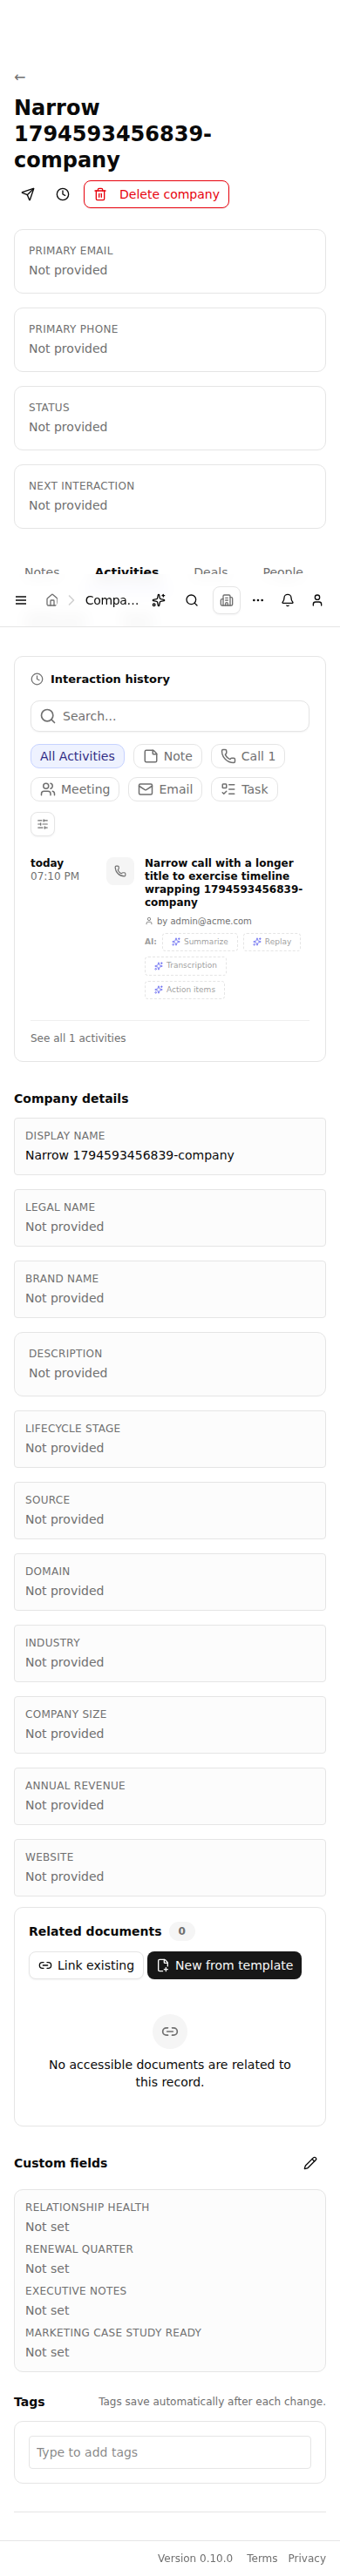 ←
Narrow
1794593456839-
company
Delete company
PRIMARY EMAIL
Not provided
PRIMARY PHONE
Not provided
STATUS
Not provided
NEXT INTERACTION
Not provided
Notes Activities Deals People
Compa...
Interaction history
Search...
All Activities Note Call 1
Meeting Email Task
today
07:10 PM
Narrow call with a longer
title to exercise timeline
wrapping 1794593456839-
company
by admin@acme.com
AI: Summarize Replay
Transcription
Action items
See all 1 activities
Company details
DISPLAY NAME
Narrow 1794593456839-company
LEGAL NAME
Not provided
BRAND NAME
Not provided
DESCRIPTION
Not provided
LIFECYCLE STAGE
Not provided
SOURCE
Not provided
DOMAIN
Not provided
INDUSTRY
Not provided
COMPANY SIZE
Not provided
ANNUAL REVENUE
Not provided
WEBSITE
Not provided
Related documents 0
Link existing New from template
No accessible documents are related to
this record.
Custom fields
RELATIONSHIP HEALTH
Not set
RENEWAL QUARTER
Not set
EXECUTIVE NOTES
Not set
MARKETING CASE STUDY READY
Not set
Tags Tags save automatically after each change.
Type to add tags
Version 0.10.0 Terms Privacy